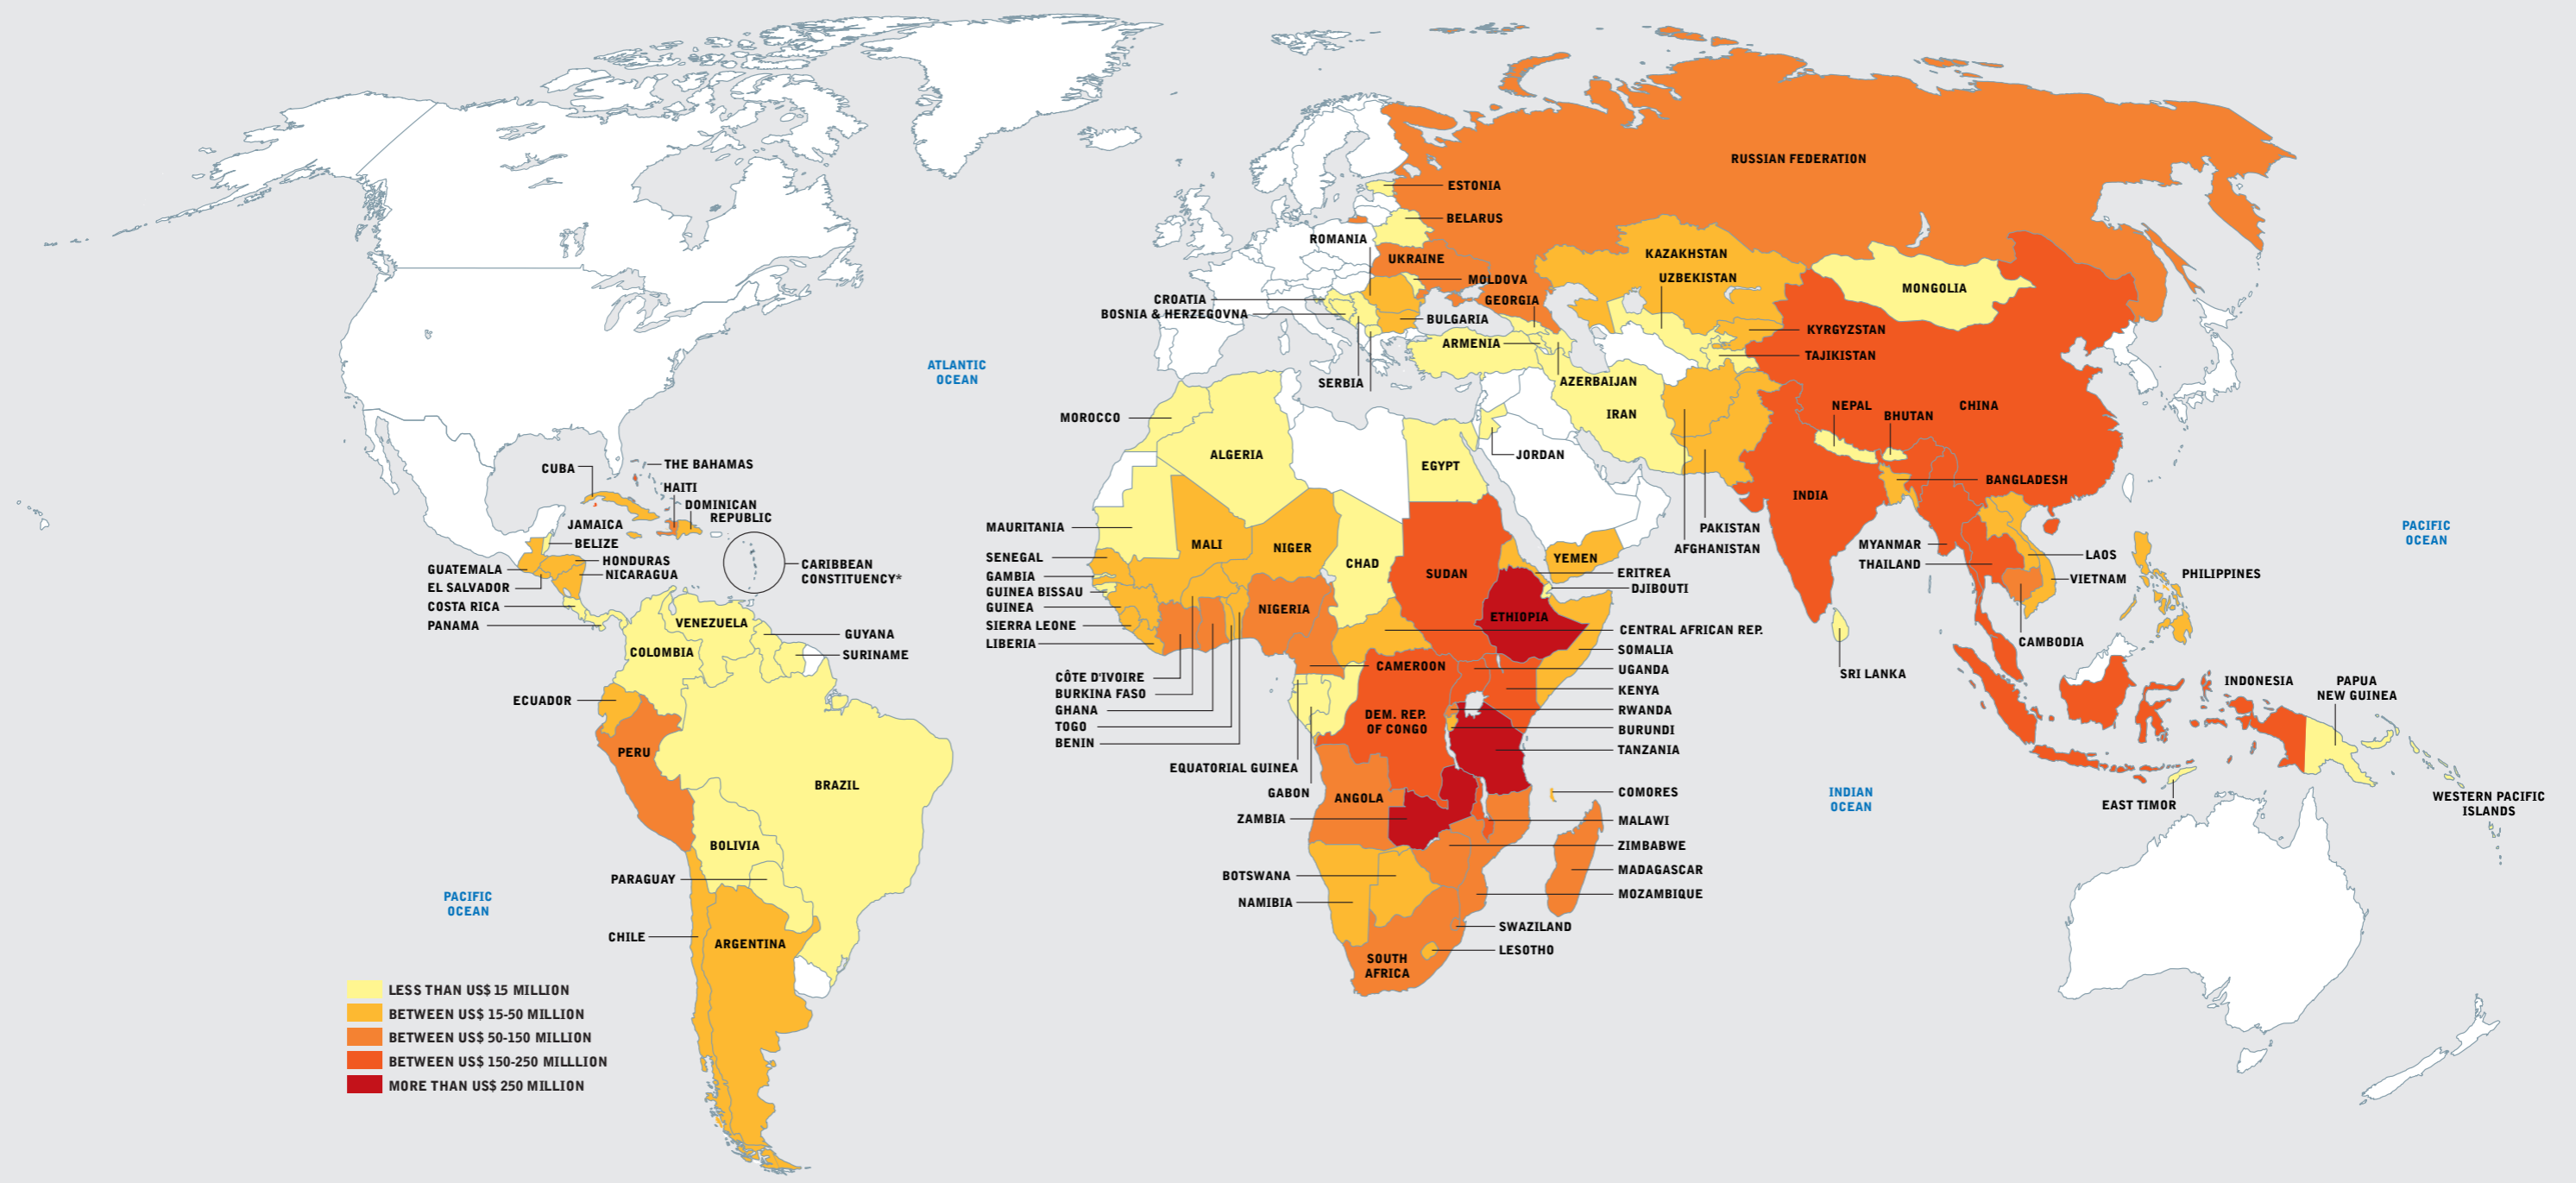 RUSSIAN FEDERATION
ESTONIA
BELARUS
ROMANIA
UKRAINE
KAZAKHSTAN
UZBEKISTAN
MOLDOVA
MONGOLIA
CROATIA
GEORGIA
BOSNIA & HERZEGOVNA
BULGARIA
KYRGYZSTAN
ARMENIA
TAJIKISTAN
ATLANTIC
OCEAN
SERBIA
AZERBAIJAN
IRAN
NEPAL
BHUTAN
CHINA
MOROCCO
ALGERIA
EGYPT
JORDAN
CUBA
THE BAHAMAS
HAITI
DOMINICAN
REPUBLIC
JAMAICA
BELIZE
HONDURAS
GUATEMALA
NICARAGUA
EL SALVADOR
COSTA RICA
PANAMA
CARIBBEAN
CONSTITUENCY*
BANGLADESH
INDIA
PAKISTAN
AFGHANISTAN
MYANMAR
THAILAND
LAOS
VIETNAM
PHILIPPINES
CAMBODIA
PACIFIC
OCEAN
MAURITANIA
MALI
NIGER
CHAD
SUDAN
YEMEN
SENEGAL
GAMBIA
GUINEA BISSAU
GUINEA
SIERRA LEONE
LIBERIA
NIGERIA
ERITREA
DJIBOUTI
ETHIOPIA
CENTRAL AFRICAN REP.
SOMALIA
CAMEROON
UGANDA
KENYA
RWANDA
BURUNDI
TANZANIA
DEM. REP.
OF CONGO
CÔTE D'IVOIRE
BURKINA FASO
GHANA
TOGO
BENIN
EQUATORIAL GUINEA
GABON
VENEZUELA
GUYANA
COLOMBIA
SURINAME
ECUADOR
PERU
BRAZIL
BOLIVIA
PARAGUAY
CHILE
ARGENTINA
PACIFIC
OCEAN
SRI LANKA
INDONESIA
PAPUA
NEW GUINEA
EAST TIMOR
WESTERN PACIFIC
ISLANDS
INDIAN
OCEAN
ANGOLA
ZAMBIA
COMORES
MALAWI
ZIMBABWE
MADAGASCAR
MOZAMBIQUE
BOTSWANA
NAMIBIA
SWAZILAND
LESOTHO
SOUTH
AFRICA
LESS THAN US$ 15 MILLION
BETWEEN US$ 15-50 MILLION
BETWEEN US$ 50-150 MILLION
BETWEEN US$ 150-250 MILLLION
MORE THAN US$ 250 MILLION